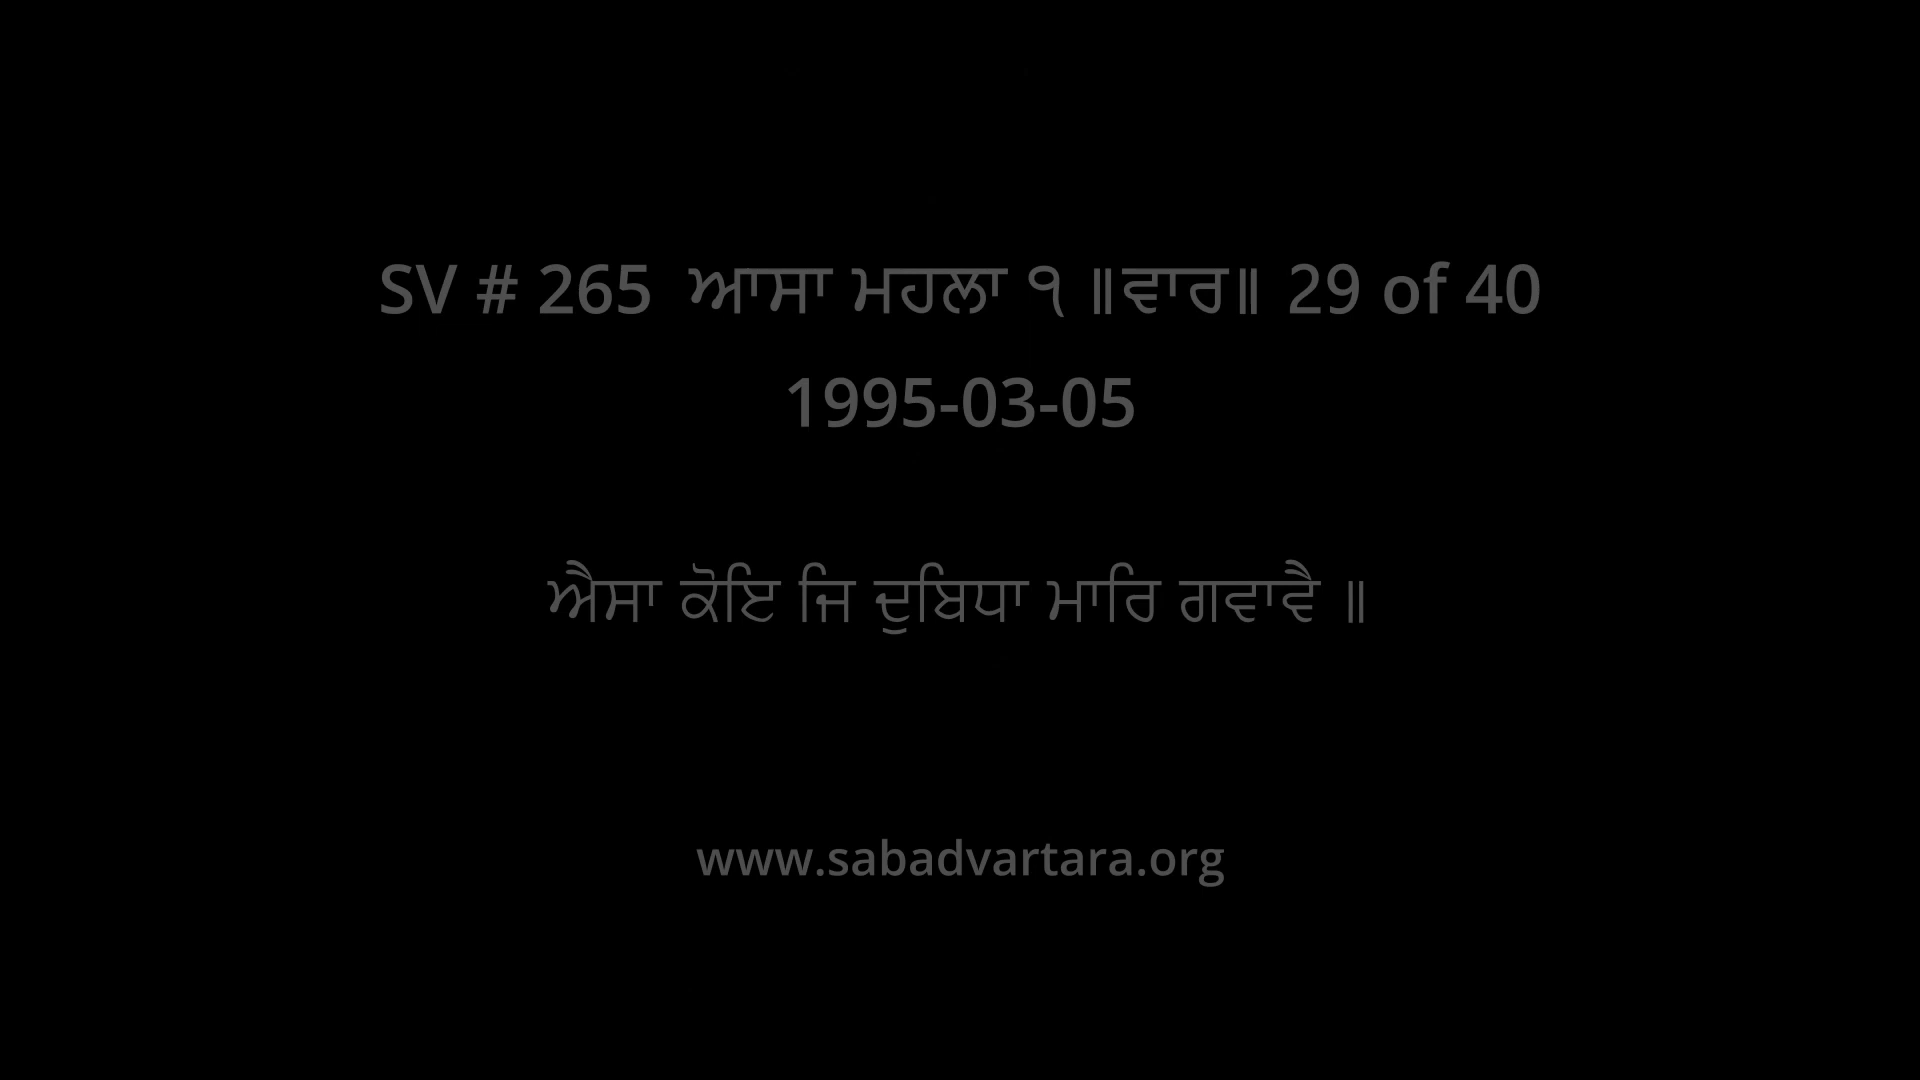 SV # 265 ਆਸਾ ਮਹਲਾ ੧ ॥ਵਾਰ॥ 29 of 40
1995-03-05
ਐਸਾ ਕੋਇ ਜਿ ਦੁਬਿਧਾ ਮਾਰਿ ਗਵਾਵੈ ॥
www.sabadvartara.org